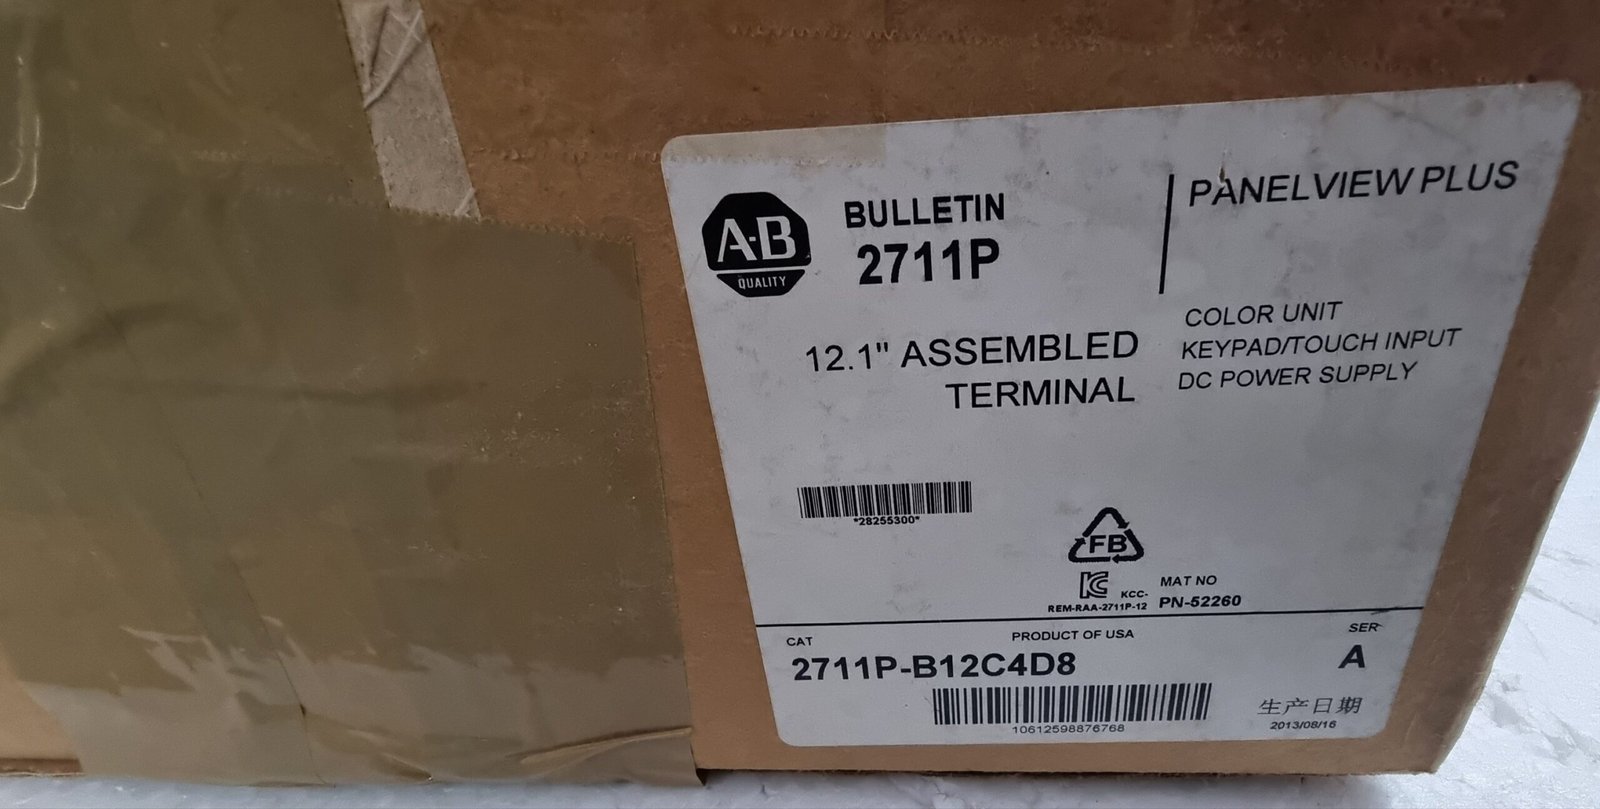 A-B
QUALITY
BULLETIN
2711P
PANELVIEW PLUS
12.1" ASSEMBLED
TERMINAL
COLOR UNIT
KEYPAD/TOUCH INPUT
DC POWER SUPPLY
*28255300*
FB
KC
KCC-
REM-RAA-2711P-12
MAT NO
PN-52260
CAT
PRODUCT OF USA
SER
2711P-B12C4D8
A
10612598876768
生产日期
2013/08/16